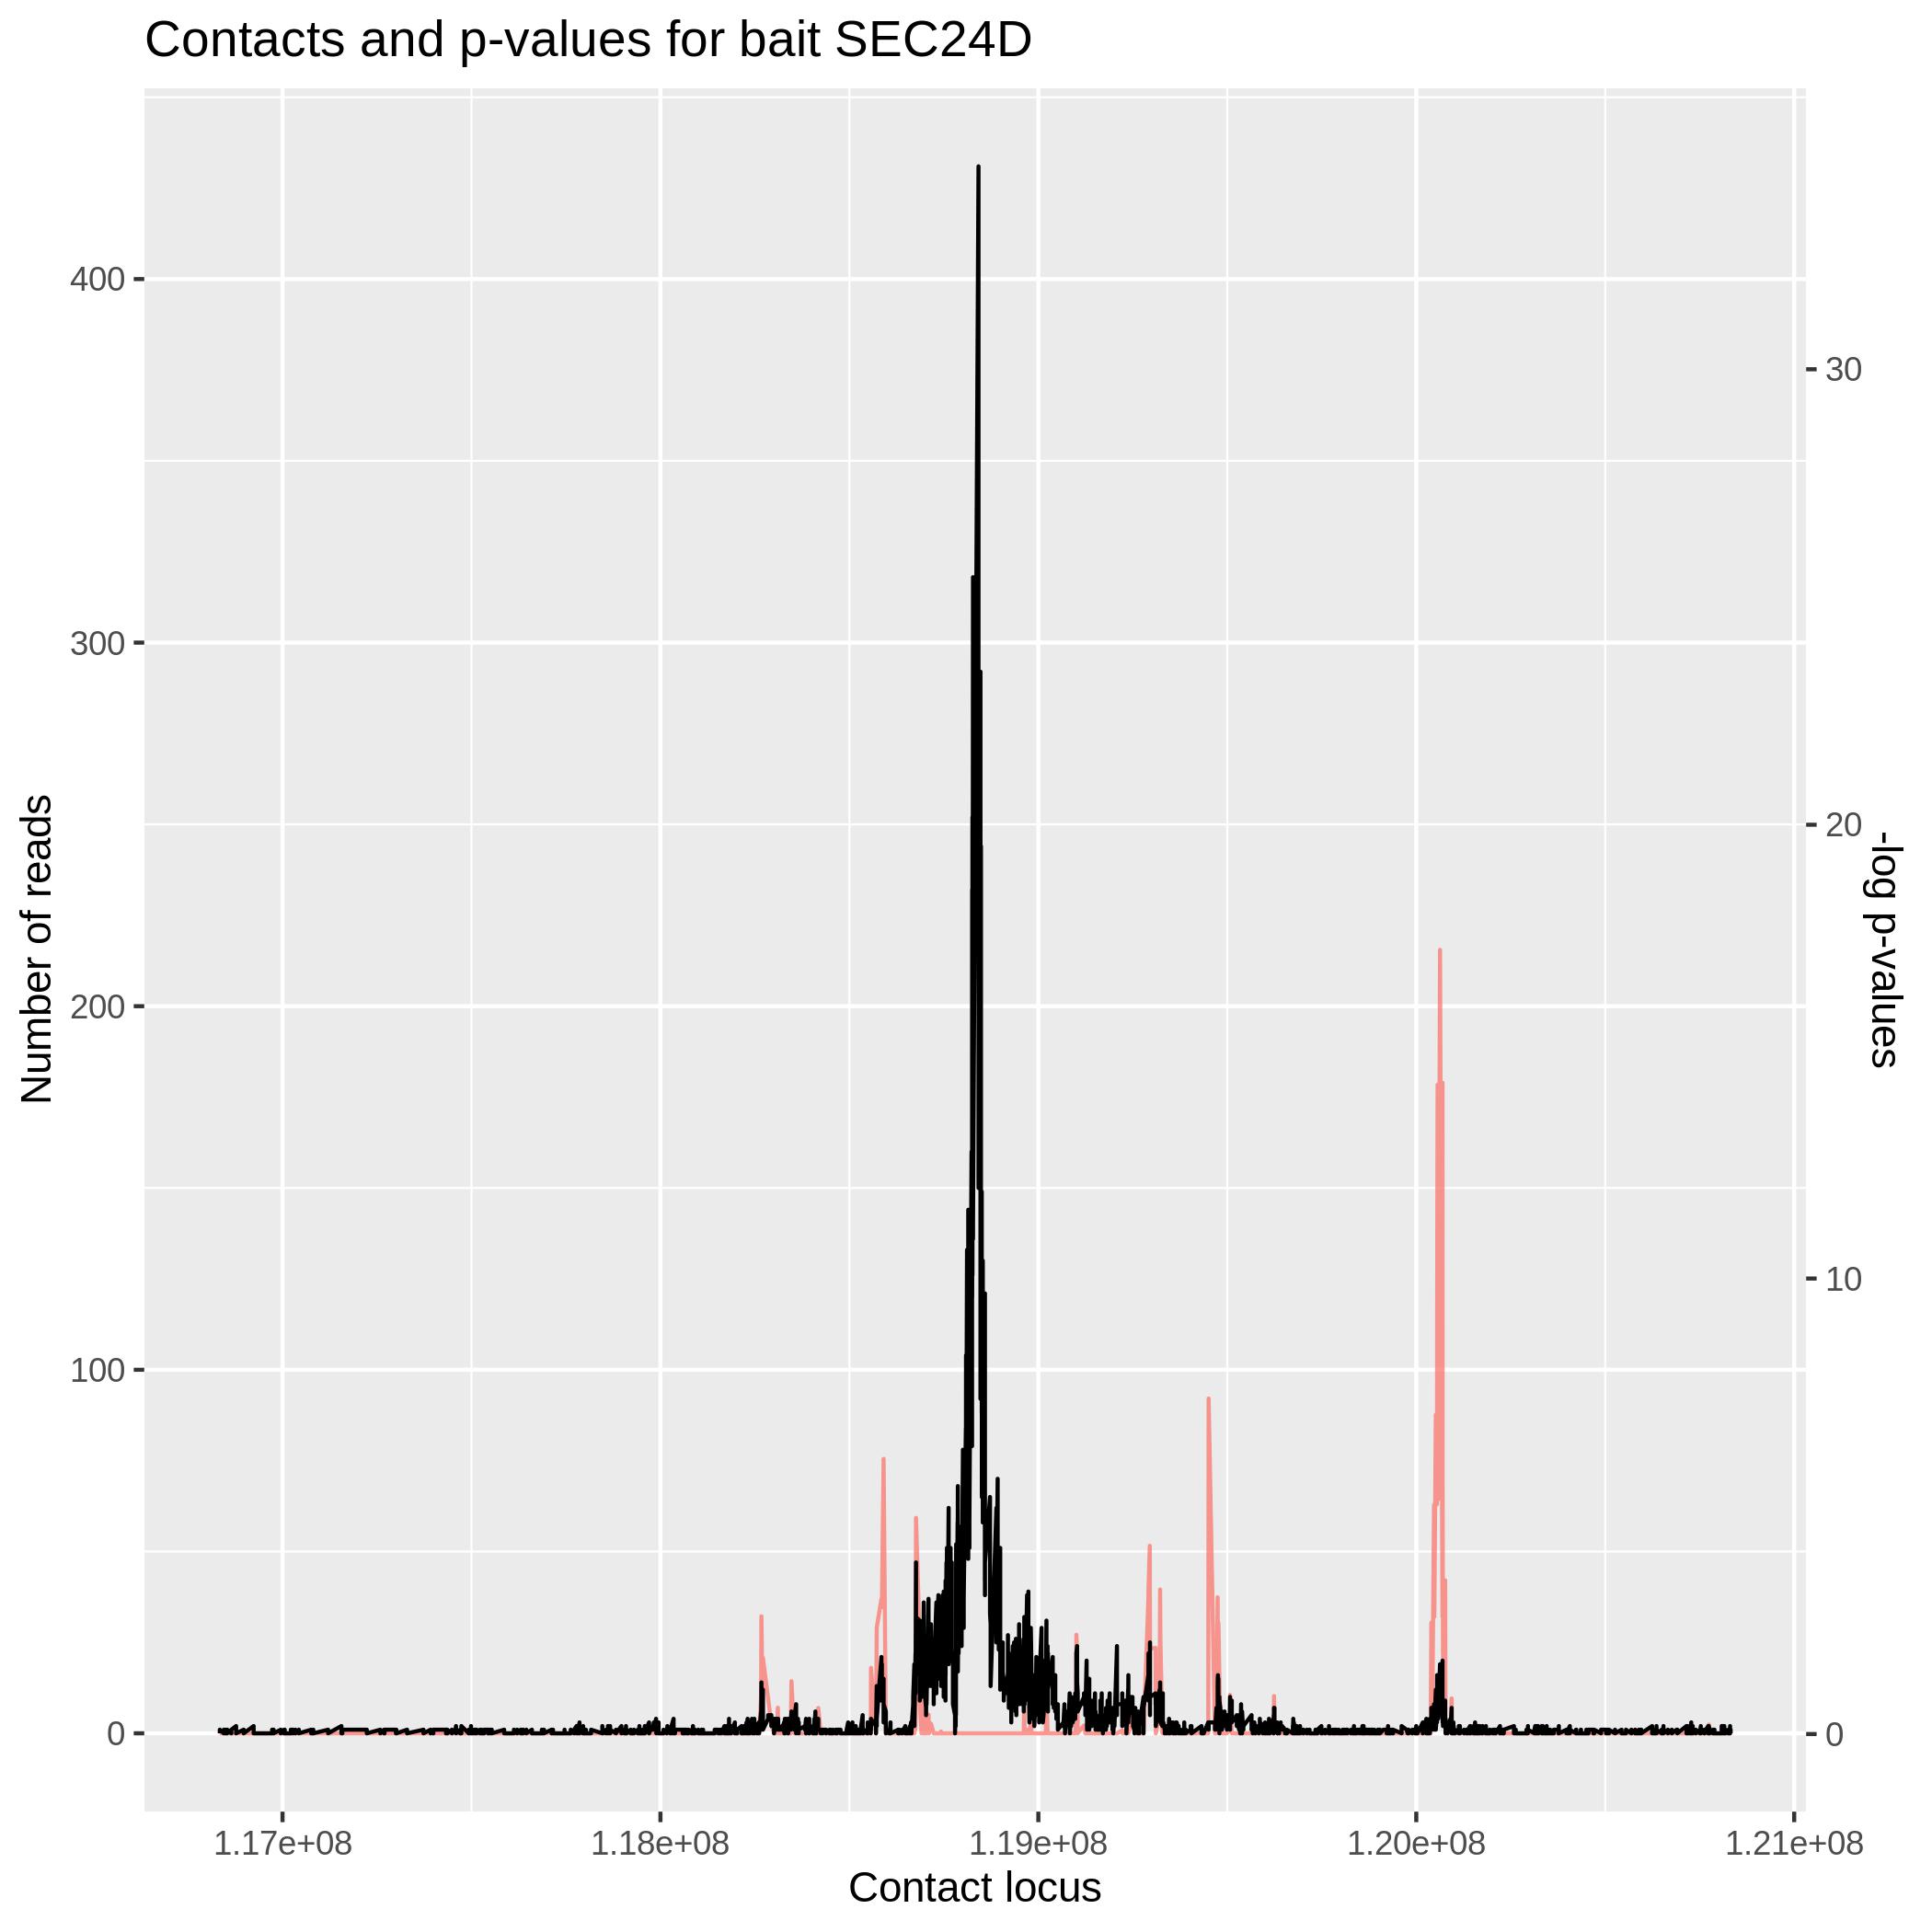 Contacts and p-values for bait SEC24D
400
300
200
100
0
Number of reads
30
20
10
0
-log p-values
1.17e+08
1.18e+08
1.19e+08
1.20e+08
1.21e+08
Contact locus